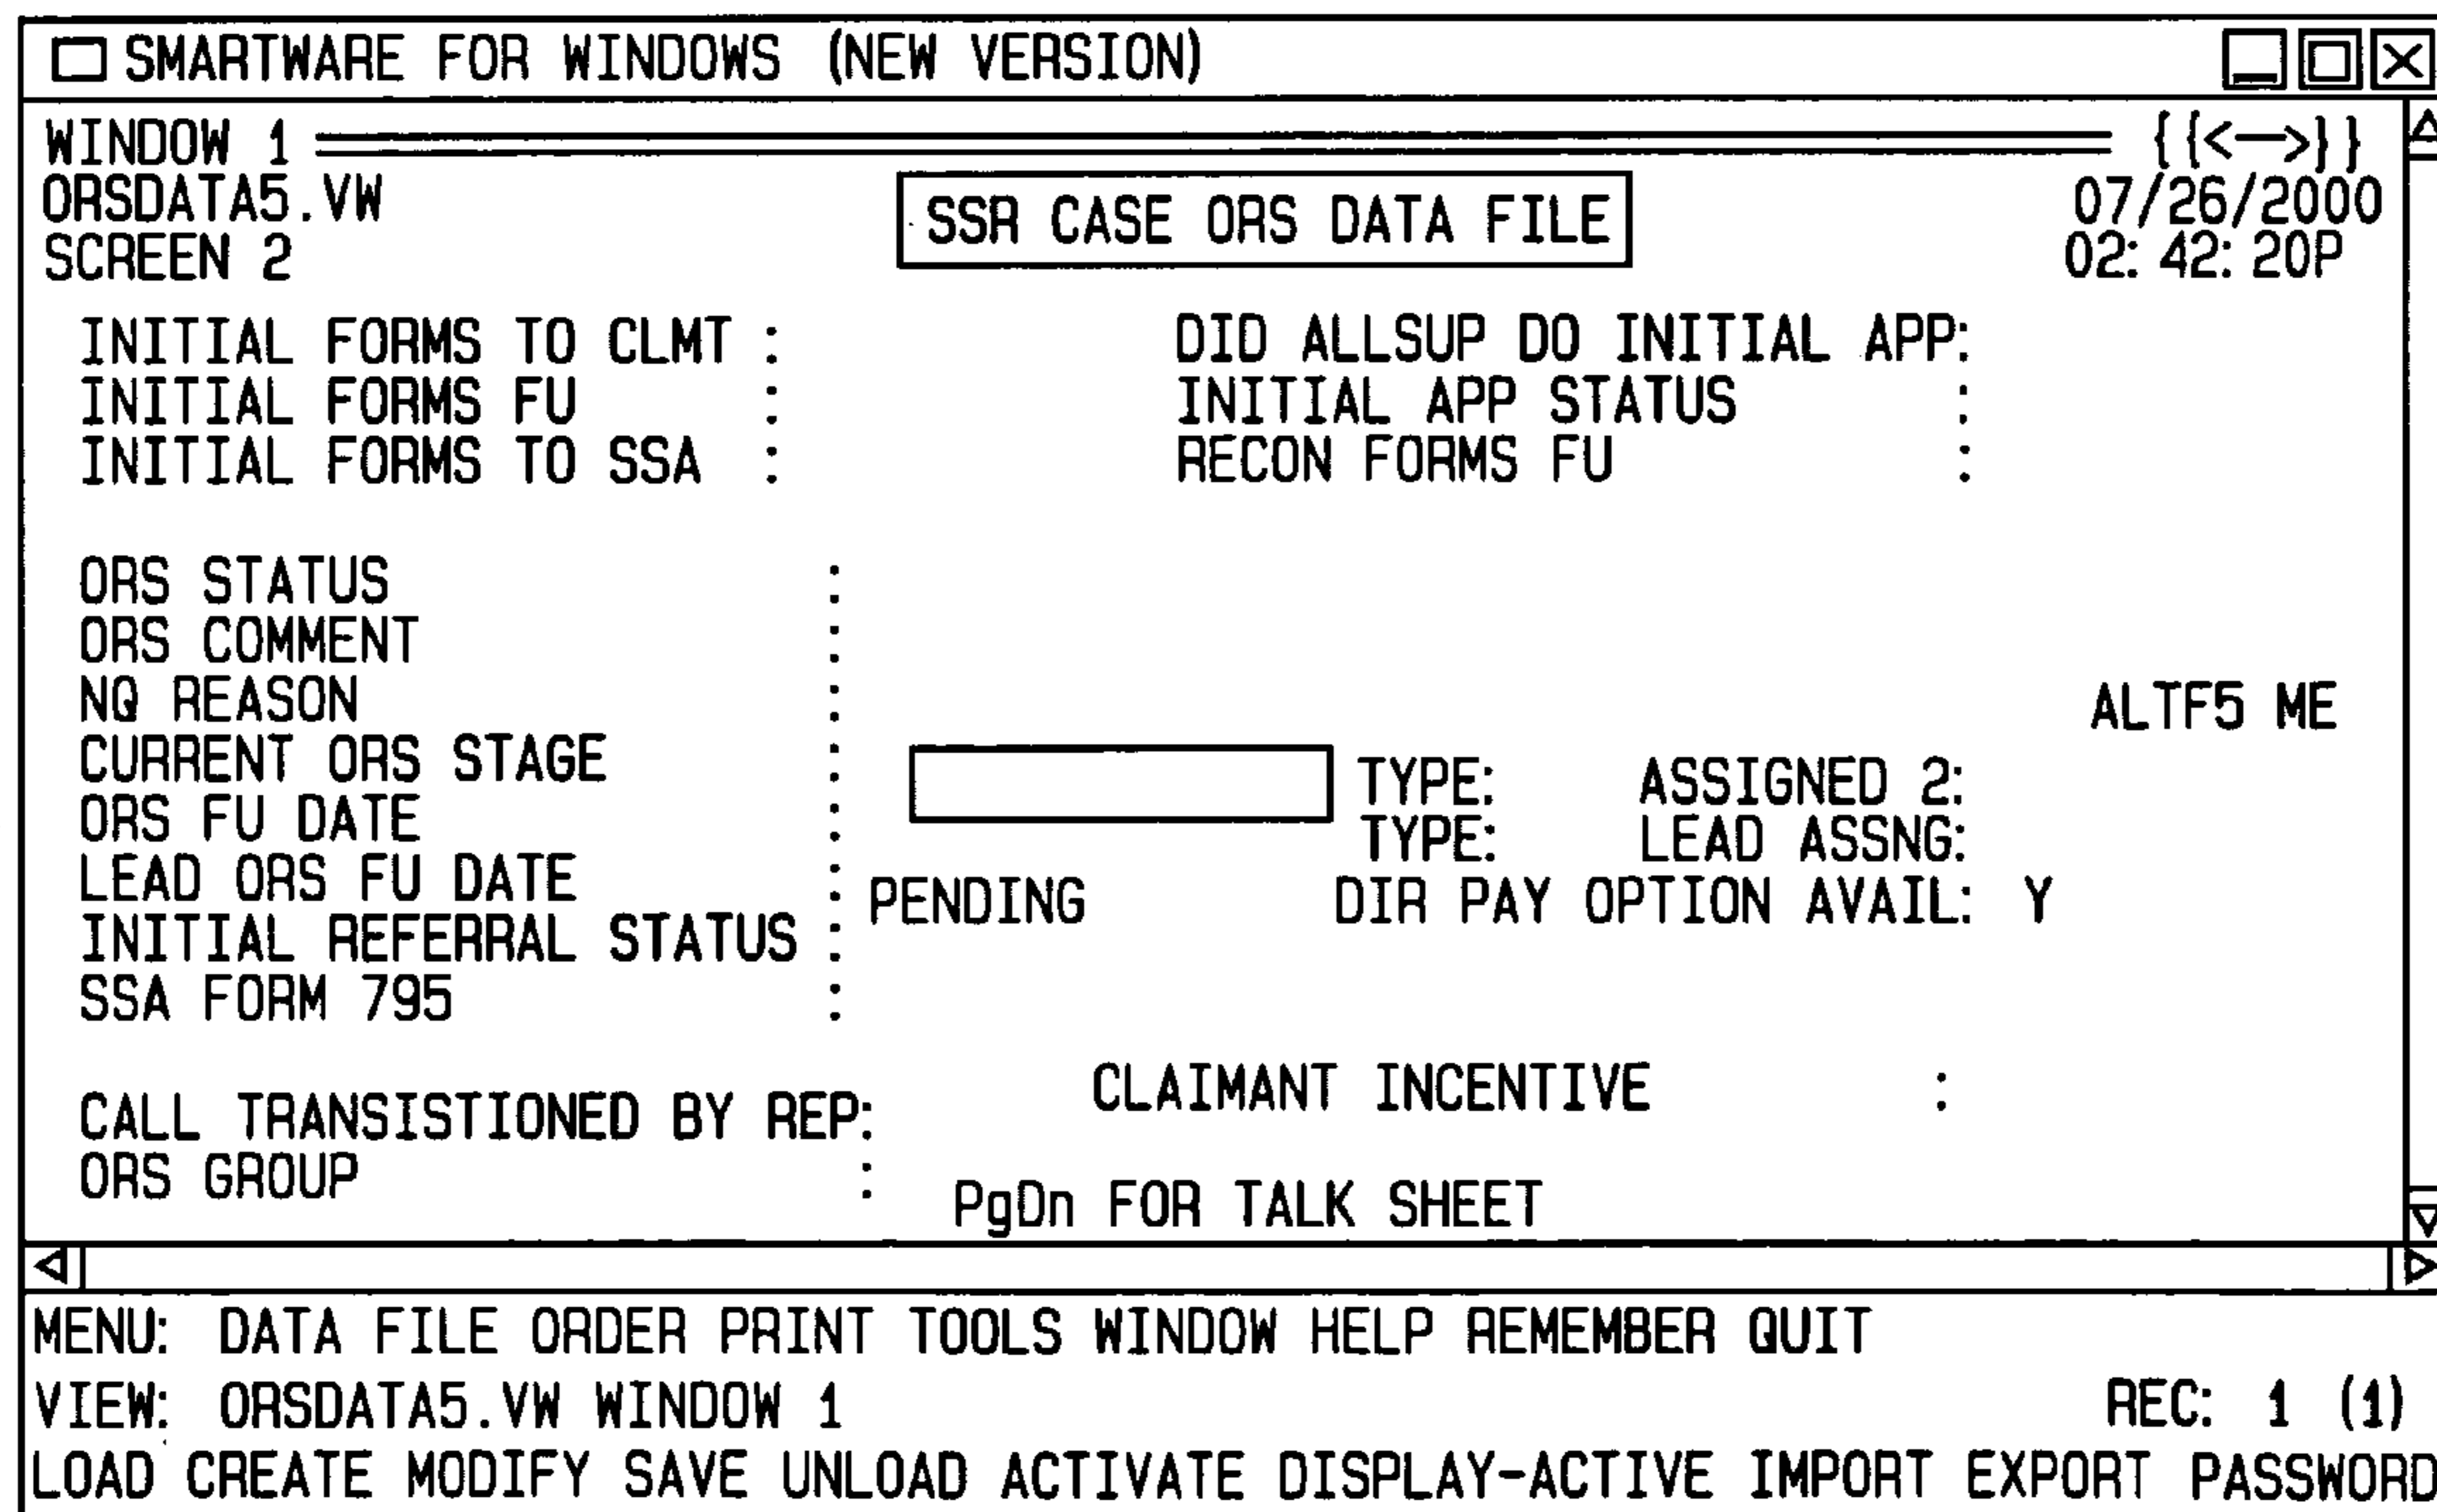 SMARTWARE FOR WINDOWS (NEW VERSION)
WINDOW 1 {{<—>}}
ORSDATA5.VW 07/26/2000
SSR CASE ORS DATA FILE
SCREEN 2 02: 42: 20P
INITIAL FORMS TO CLMT : DID ALLSUP DO INITIAL APP:
INITIAL FORMS FU : INITIAL APP STATUS :
INITIAL FORMS TO SSA : RECON FORMS FU :
ORS STATUS :
ORS COMMENT :
NQ REASON : ALTF5 ME
CURRENT ORS STAGE : TYPE: ASSIGNED 2:
ORS FU DATE : TYPE: LEAD ASSNG:
LEAD ORS FU DATE : PENDING DIR PAY OPTION AVAIL: Y
INITIAL REFERRAL STATUS :
SSA FORM 795 :
CLAIMANT INCENTIVE :
CALL TRANSISTIONED BY REP:
ORS GROUP :
PgDn FOR TALK SHEET
MENU: DATA FILE ORDER PRINT TOOLS WINDOW HELP REMEMBER QUIT
VIEW: ORSDATA5.VW WINDOW 1 REC: 1 (1)
LOAD CREATE MODIFY SAVE UNLOAD ACTIVATE DISPLAY-ACTIVE IMPORT EXPORT PASSWORD